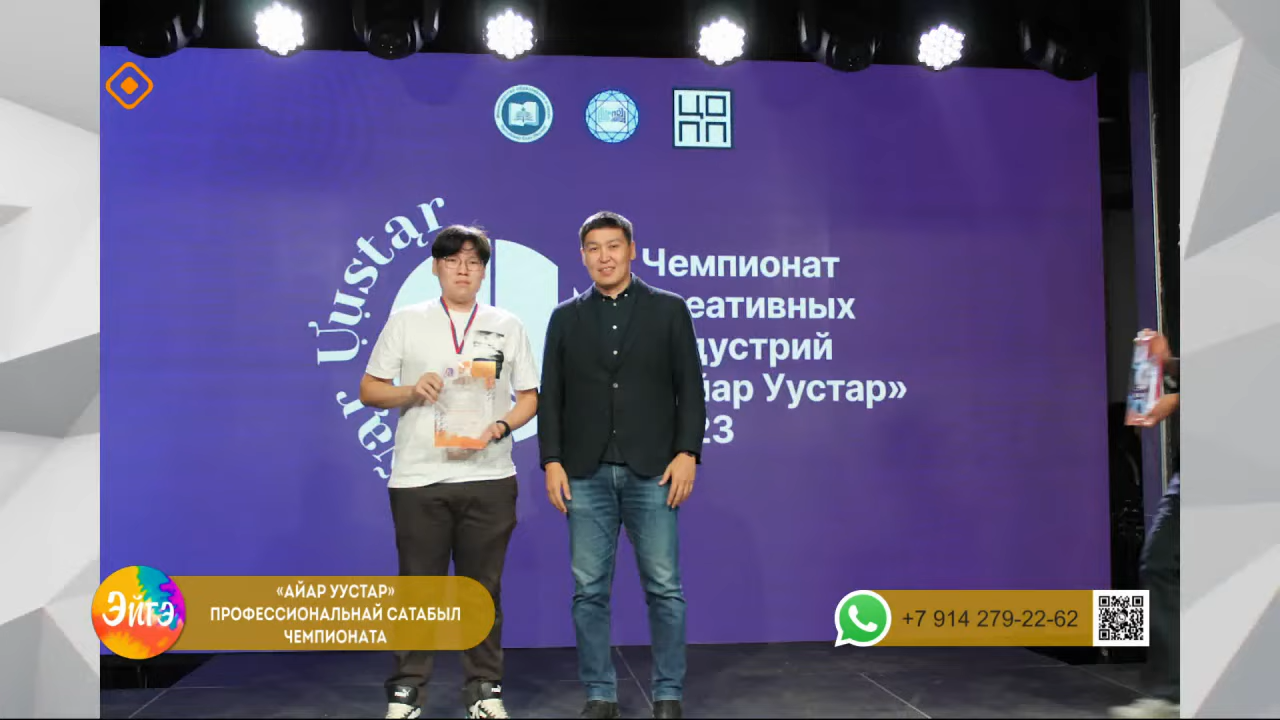 ЦО
ПП
Uustar
Чемпионат
еативных
дустрий
йар Уустар»
23
Эйгэ
«АЙАР УУСТАР»
ПРОФЕССИОНАЛЬНАЙ САТАБЫЛ
ЧЕМПИОНАТА
+7 914 279-22-62